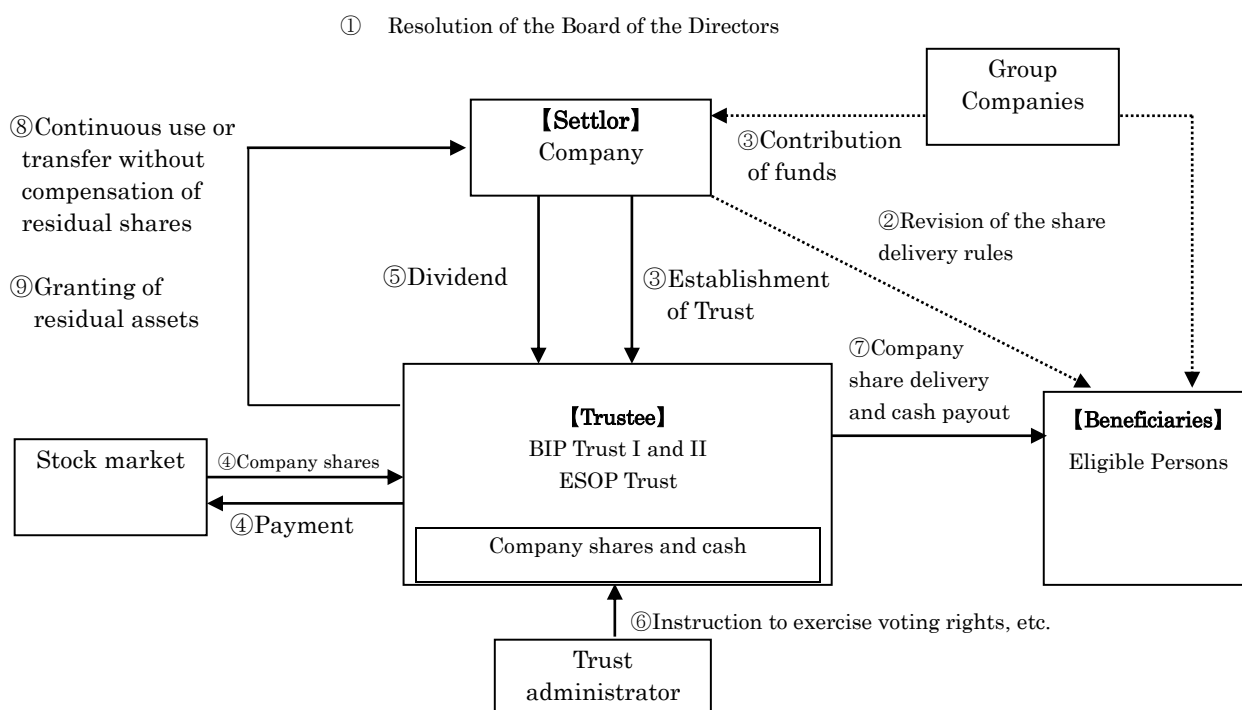 ① Resolution of the Board of the Directors
Group
Companies
⑧Continuous use or
transfer without
compensation of
residual shares
【Settlor】
Company
③Contribution
of funds
②Revision of the share
delivery rules
⑨Granting of
residual assets
⑤Dividend
③Establishment
of Trust
⑦Company
share delivery
and cash payout
【Trustee】
BIP Trust I and II
ESOP Trust
【Beneficiaries】
Eligible Persons
Stock market
④Company shares
④Payment
Company shares and cash
⑥Instruction to exercise voting rights, etc.
Trust
administrator